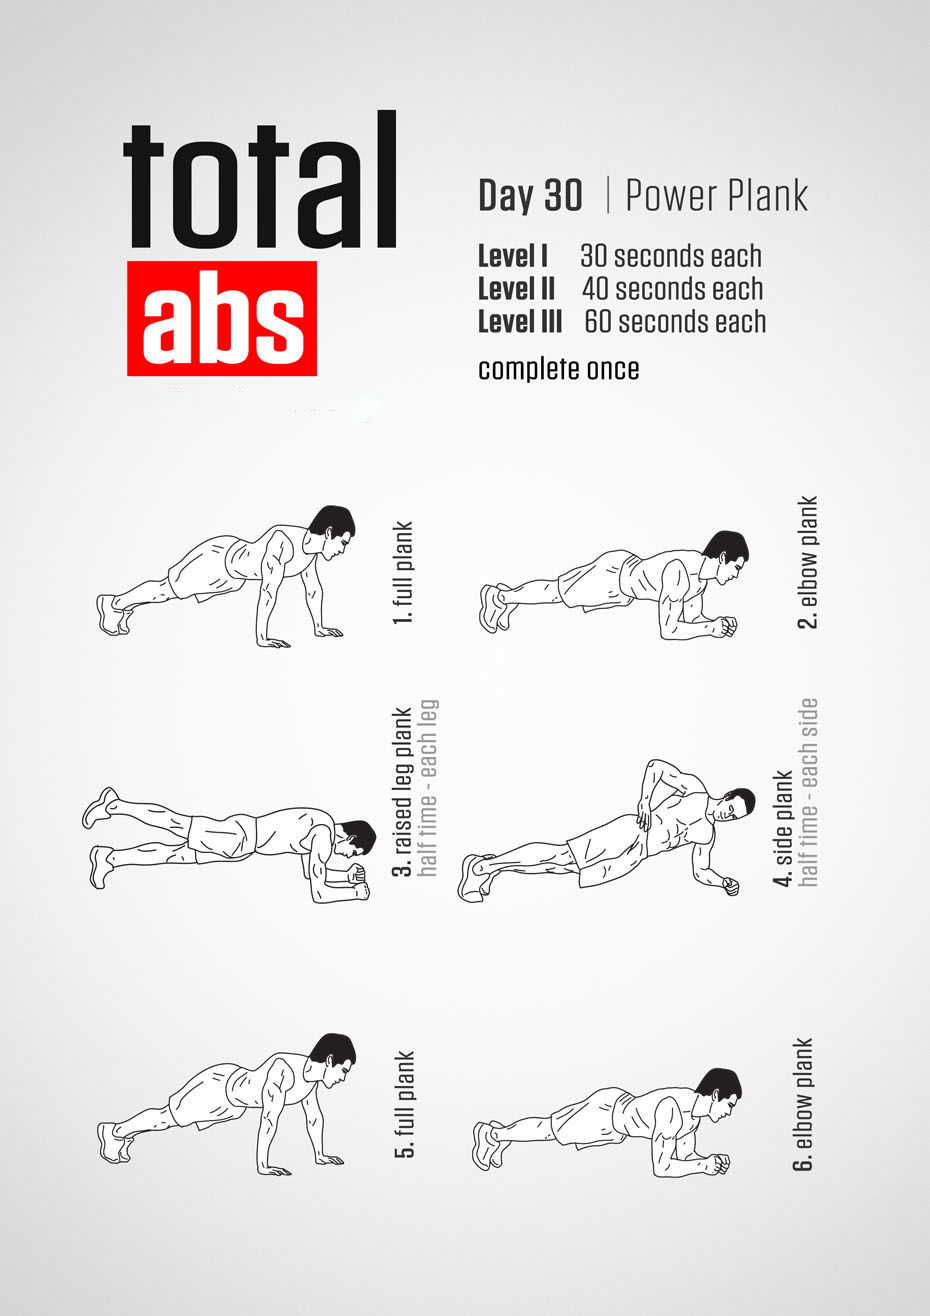 total
abs
Day 30 | Power Plank
Level I 30 seconds each
Level II 40 seconds each
Level III 60 seconds each
complete once
1. full plank
2. elbow plank
3. raised leg plank
half time - each leg
4. side plank
half time - each side
5. full plank
6. elbow plank